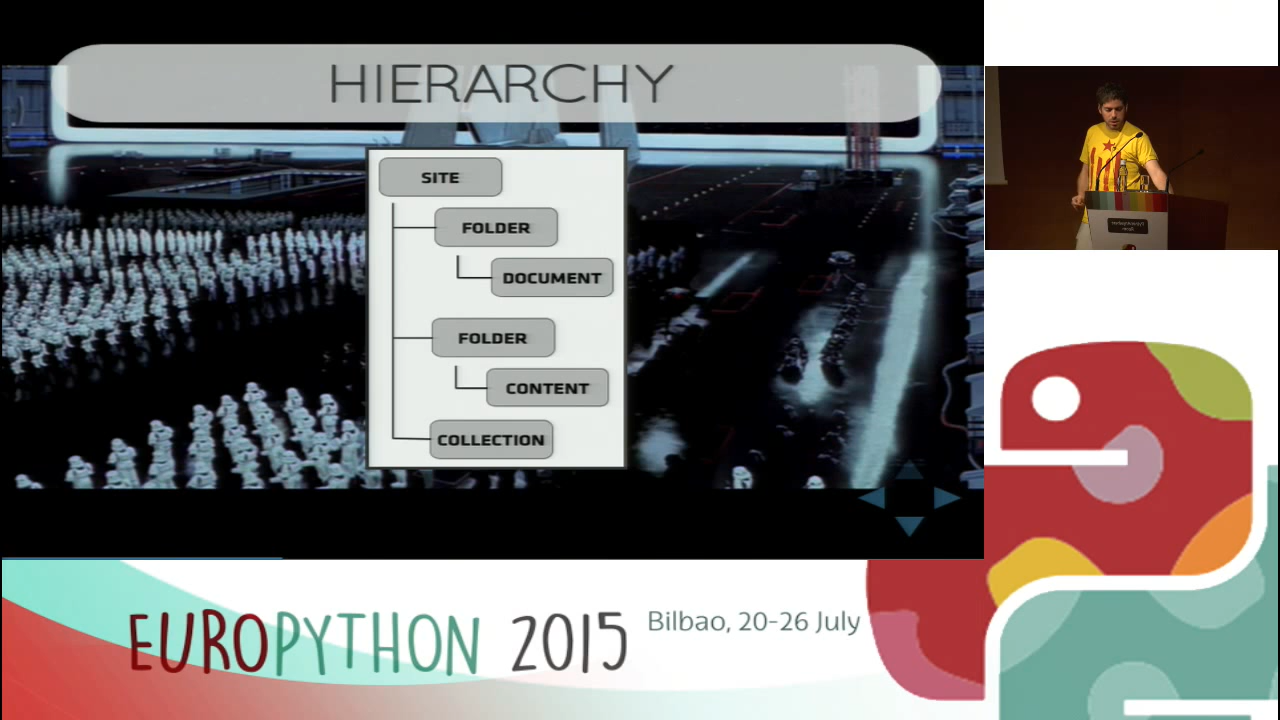 HIERARCHY
SITE
FOLDER
DOCUMENT
FOLDER
CONTENT
COLLECTION
EUROPYTHON 2015
Bilbao, 20-26 July